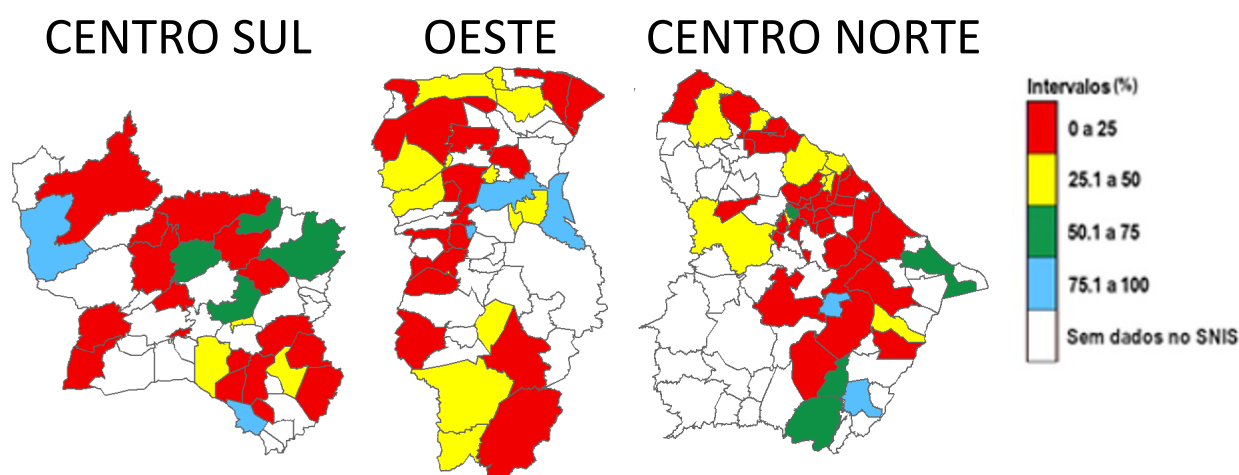 CENTRO SUL
OESTE
CENTRO NORTE
Intervalos (%)
0 a 25
25.1 a 50
50.1 a 75
75.1 a 100
Sem dados no SNIS